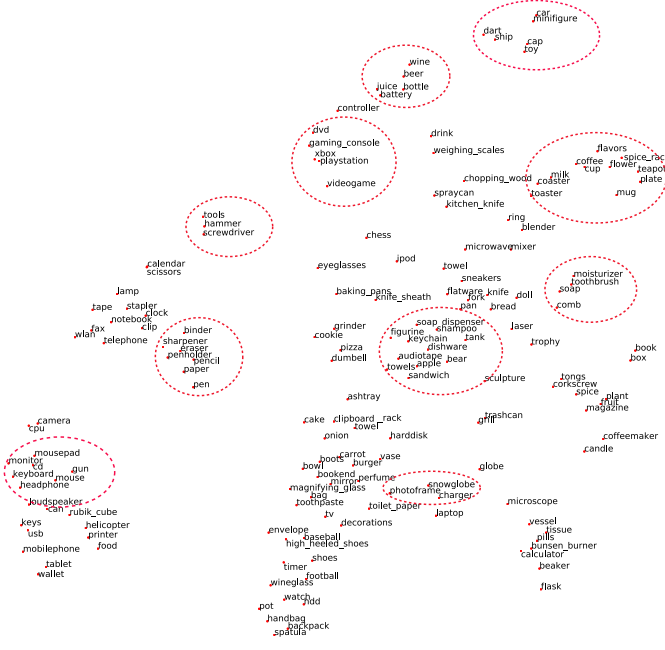 car
minifigure
dart
ship
cap
toy
wine
beer
juice
bottle
battery
controller
dvd
gaming_console
xbox
playstation
videogame
drink
weighing_scales
chopping_wood
spraycan
kitchen_knife
flavors
spice_rac
coffee
cup
flower
teapot
milk
coaster
plate
toaster
mug
ring
blender
tools
hammer
screwdriver
chess
microwave
mixer
ipod
calendar
scissors
eyeglasses
towel
sneakers
moisturizer
toothbrush
soap
comb
lamp
tape
stapler
clock
notebook
clip
fax
wlan
telephone
baking_pans
knife_sheath
flatware
knife
fork
pan
bread
doll
binder
sharpener
eraser
penholder
pencil
paper
pen
grinder
cookie
pizza
dumbell
soap_dispenser
shampoo
figurine
keychain
tank
dishware
audiotape
apple
bear
towels
sandwich
laser
trophy
sculpture
book
box
tongs
corkscrew
spice
plant
fruit
magazine
ashtray
trashcan
grill
camera
cpu
cake
clipboard
_rack
towel
onion
harddisk
coffeemaker
candle
mousepad
monitor
cd
gun
keyboard
mouse
headphone
carrot
vase
boots
burger
bowl
bookend
perfume
mirror
magnifying_glass
globe
snowglobe
photoframe
charger
bag
toothpaste
toilet_paper
laptop
microscope
loudspeaker
can
rubik_cube
keys
usb
helicopter
printer
mobilephone
food
tablet
wallet
tv
decorations
envelope
baseball
high_heeled_shoes
shoes
timer
football
wineglass
watch
hdd
pot
handbag
backpack
spatula
vessel
tissue
pills
bunsen_burner
calculator
beaker
flask